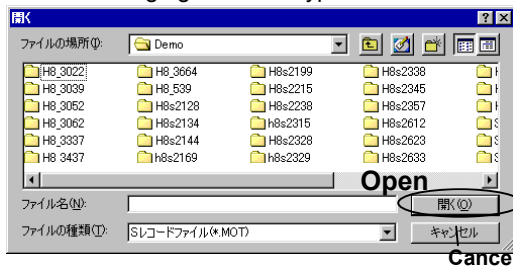 開く
ファイルの場所(I): Demo
H8_3022 H8_3664 H8s2199 H8s2338
H8_3039 H8_539 H8s2215 H8s2345
H8_3052 H8s2128 H8s2238 H8s2357
H8_3062 H8s2134 h8s2315 H8s2612
H8_3337 H8s2144 H8s2328 H8s2623
H8 3437 h8s2169 h8s2329 H8s2633
Open
ファイル名(N): 開く(O)
ファイルの種類(T): Sレコードファイル(*.MOT) キャンセル
Cance